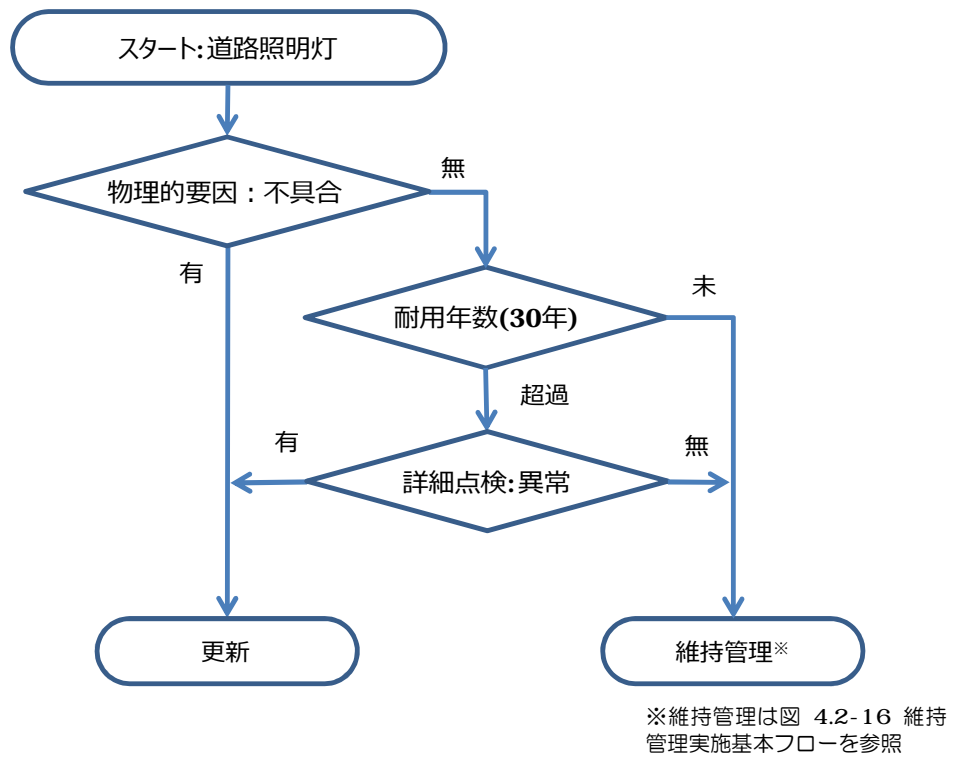 スタート:道路照明灯
無
物理的要因：不具合
有
未
耐用年数(30年)
超過
有
無
詳細点検:異常
更新
維持管理※
※維持管理は図 4.2-16 維持
管理実施基本フローを参照